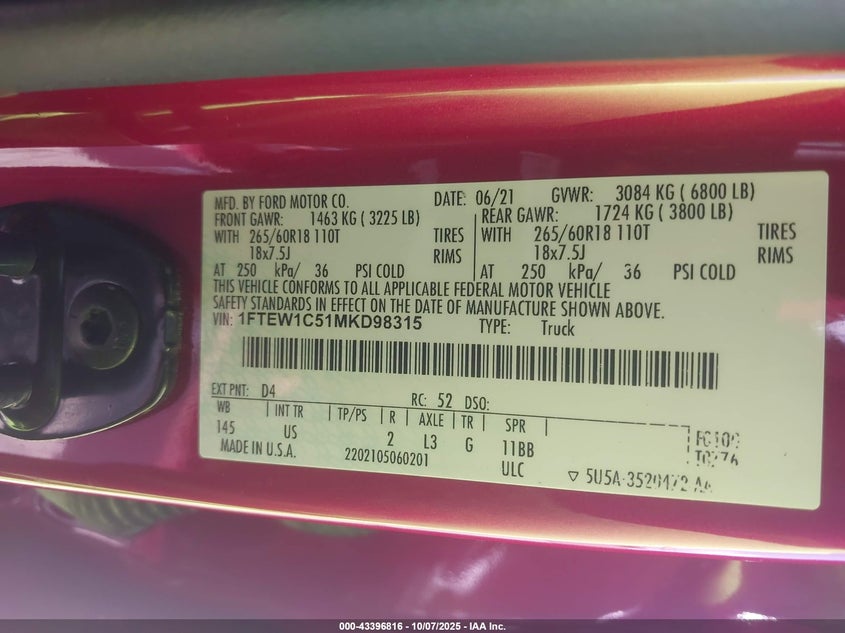 MFD. BY FORD MOTOR CO. DATE: 06/21 GVWR: 3084 KG ( 6800 LB)
FRONT GAWR: 1463 KG ( 3225 LB) REAR GAWR: 1724 KG ( 3800 LB)
WITH 265/60R18 110T TIRES WITH 265/60R18 110T TIRES
18x7.5J RIMS 18x7.5J RIMS
AT 250 kPa/ 36 PSI COLD AT 250 kPa/ 36 PSI COLD
THIS VEHICLE CONFORMS TO ALL APPLICABLE FEDERAL MOTOR VEHICLE
SAFETY STANDARDS IN EFFECT ON THE DATE OF MANUFACTURE SHOWN ABOVE.
VIN: 1FTEW1C51MKD98315 TYPE: Truck
EXT PNT: D4 RC: 52 DSO:
WB INT TR TP/PS R AXLE TR SPR
145 US 2 L3 G 11BB
MADE IN U.S.A. 2202105060201 ULC
▽ 5U5A-3520472-AA
000-43396816 - 10/07/2025 - IAA Inc.